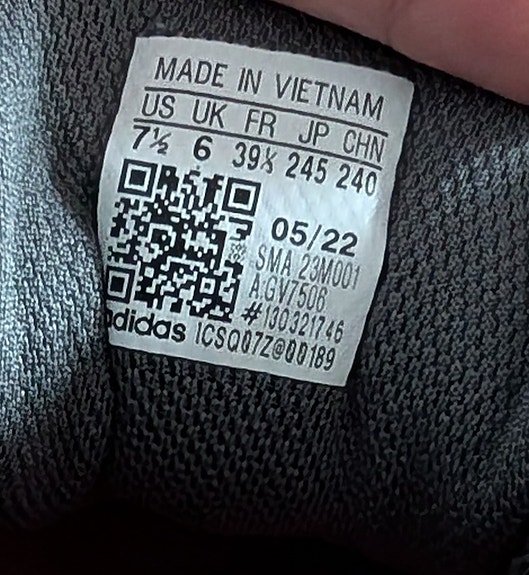 MADE IN VIETNAM
US UK FR JP CHN
7½ 6 39⅓ 245 240
05/22
SMA 23M001
A:GV7506
#130321746
adidas ICSQ07Z@00189